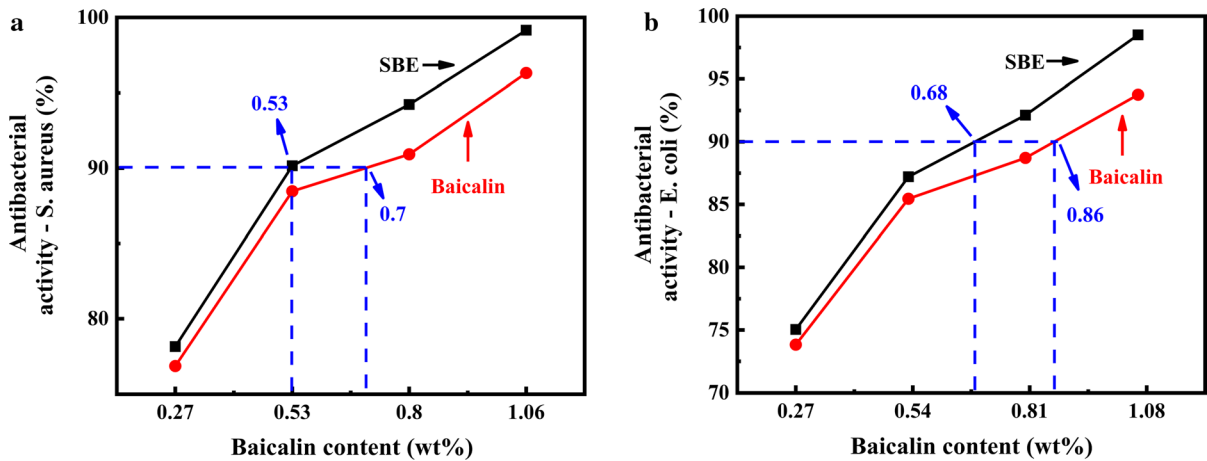 a
Antibacterial
activity - S. aureus (%)
100
90
80
0.27
0.53
0.8
1.06
Baicalin content (wt%)
SBE
0.53
0.7
Baicalin
b
Antibacterial
activity - E. coli (%)
100
95
90
85
80
75
70
0.27
0.54
0.81
1.08
Baicalin content (wt%)
SBE
0.68
0.86
Baicalin